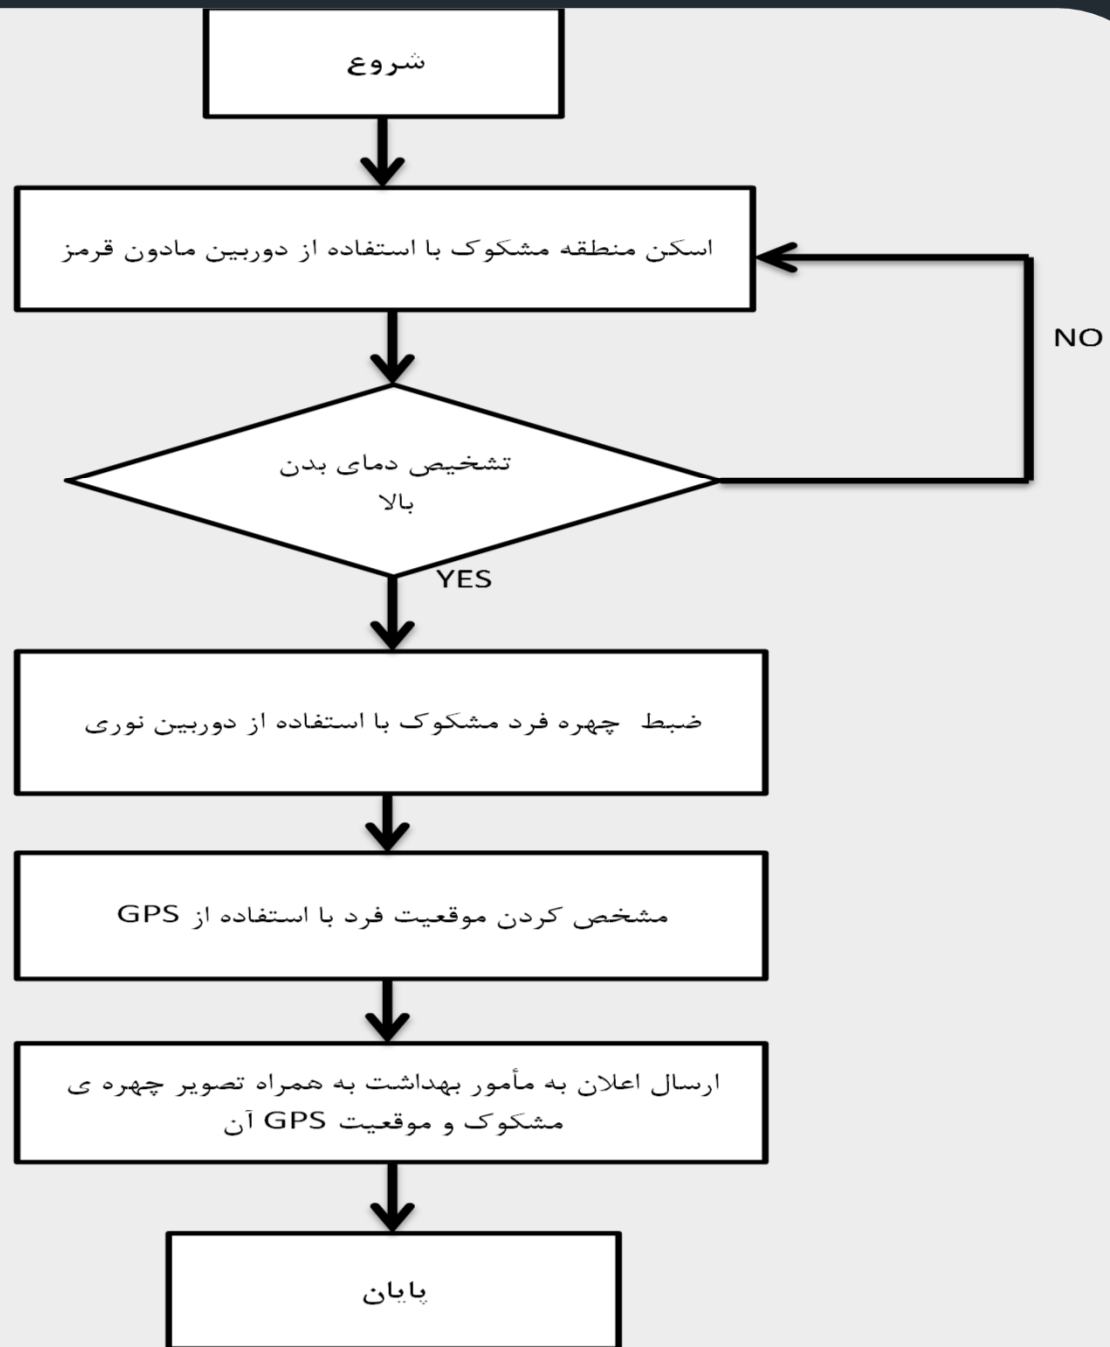 شروع
اسکن منطقه مشکوک با استفاده از دوربین مادون قرمز
NO
تشخیص دمای بدن
بالا
YES
ضبط چهره فرد مشکوک با استفاده از دوربین نوری
مشخص کردن موقعیت فرد با استفاده از GPS
ارسال اعلان به مأمور بهداشت به همراه تصویر چهره ی
مشکوک و موقعیت GPS آن
پایان